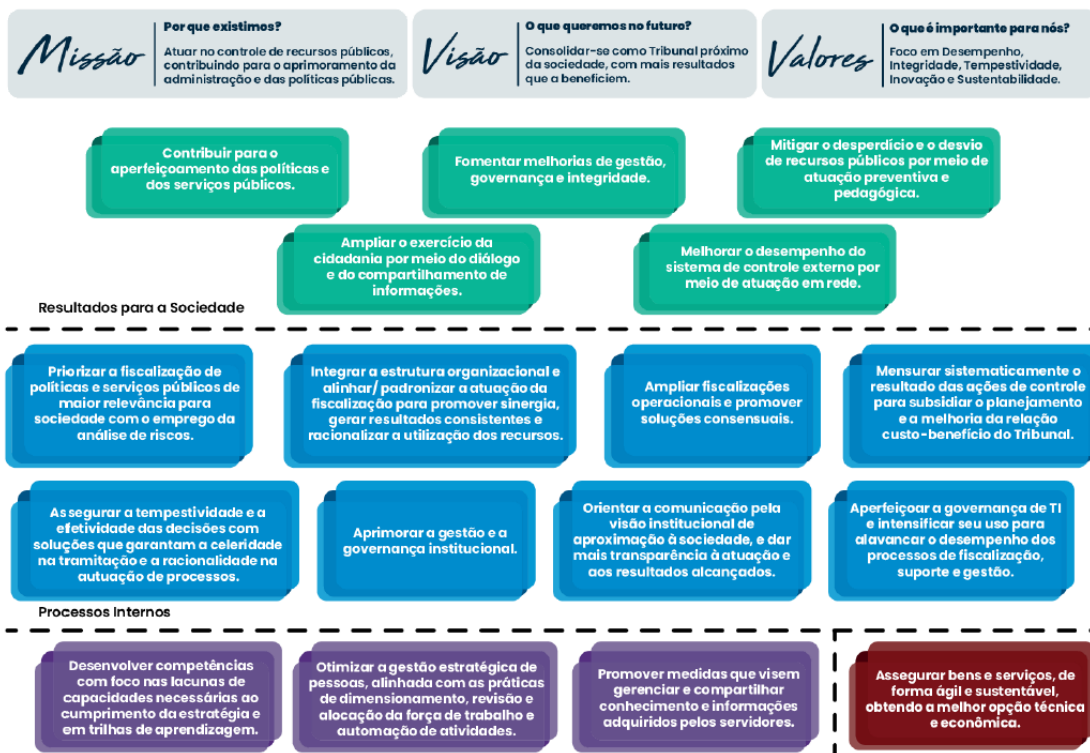 Missão
Por que existimos?
Atuar no controle de recursos públicos,
contribuindo para o aprimoramento da
administração e das políticas públicas.
Visão
O que queremos no futuro?
Consolidar-se como Tribunal próximo
da sociedade, com mais resultados
que a beneficiem.
Valores
O que é importante para nós?
Foco em Desempenho,
Integridade, Tempestividade,
Inovação e Sustentabilidade.
Contribuir para o
aperfeiçoamento das políticas e
dos serviços públicos.
Fomentar melhorias de gestão,
governança e integridade.
Mitigar o desperdício e o desvio
de recursos públicos por meio de
atuação preventiva e
pedagógica.
Ampliar o exercício da
cidadania por meio do diálogo
e do compartilhamento de
informações.
Melhorar o desempenho do
sistema de controle externo por
meio de atuação em rede.
Resultados para a Sociedade
Priorizar a fiscalização de
políticas e serviços públicos de
maior relevância para
sociedade com o emprego da
análise de riscos.
Integrar a estrutura organizacional e
alinhar/ padronizar a atuação da
fiscalização para promover sinergia,
gerar resultados consistentes e
racionalizar a utilização dos recursos.
Ampliar fiscalizações
operacionais e promover
soluções consensuais.
Mensurar sistematicamente o
resultado das ações de controle
para subsidiar o planejamento
e a melhoria da relação
custo-benefício do Tribunal.
Assegurar a tempestividade e a
efetividade das decisões com
soluções que garantam a celeridade
na tramitação e a racionalidade na
autuação de processos.
Aprimorar a gestão e a
governança institucional.
Orientar a comunicação pela
visão institucional de
aproximação à sociedade, e dar
mais transparência à atuação e
aos resultados alcançados.
Aperfeiçoar a governança de TI
e intensificar seu uso para
alavancar o desempenho dos
processos de fiscalização,
suporte e gestão.
Processos Internos
Desenvolver competências
com foco nas lacunas de
capacidades necessárias ao
cumprimento da estratégia e
em trilhas de aprendizagem.
Otimizar a gestão estratégica de
pessoas, alinhada com as práticas
de dimensionamento, revisão e
alocação da força de trabalho e
automação de atividades.
Promover medidas que visem
gerenciar e compartilhar
conhecimento e informações
adquiridos pelos servidores.
Assegurar bens e serviços, de
forma ágil e sustentável,
obtendo a melhor opção técnica
e econômica.